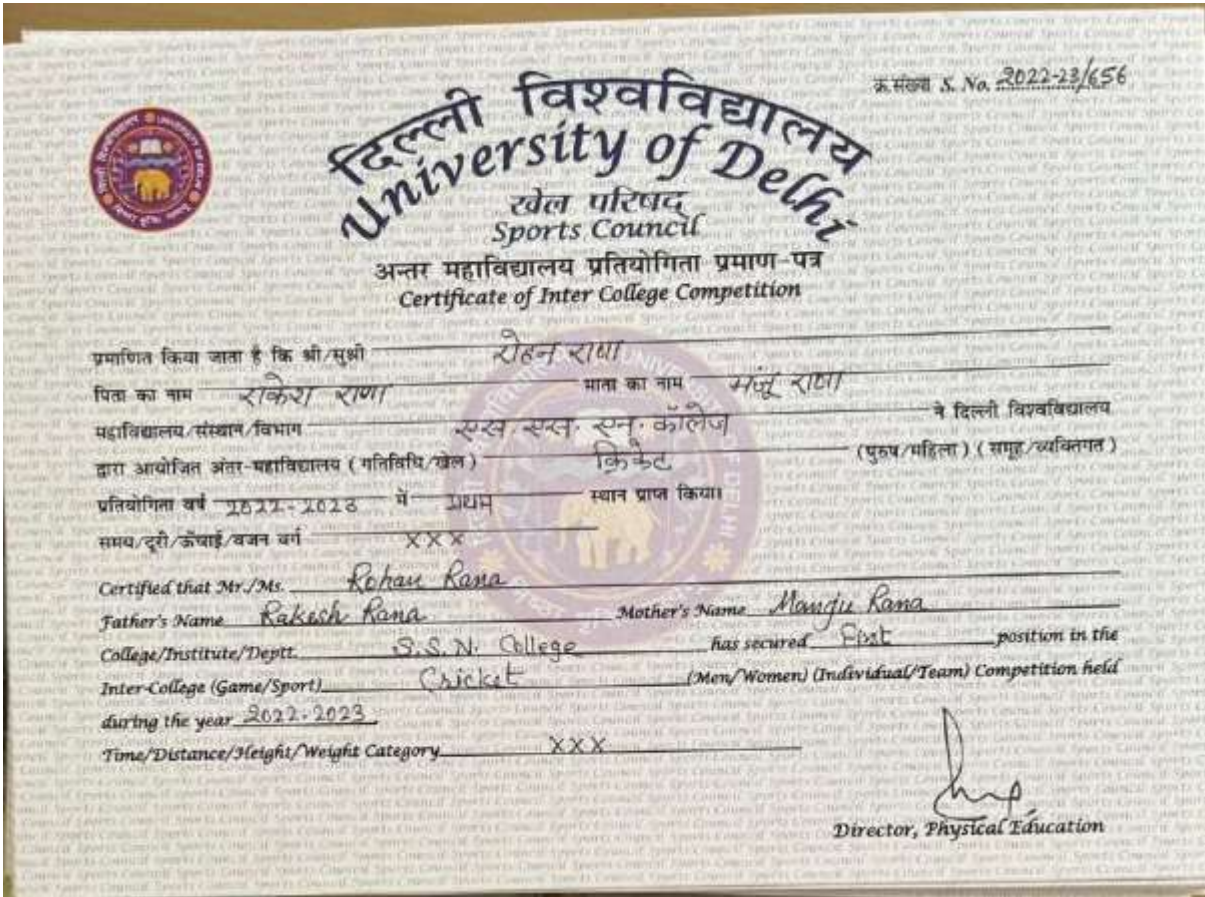 क्र.संख्या S. No. 2022-23/656
दिल्ली विश्वविद्यालय
University of Delhi
खेल परिषद्
Sports Council
अन्तर महाविद्यालय प्रतियोगिता प्रमाण-पत्र
Certificate of Inter College Competition
प्रमाणित किया जाता है कि श्री/सुश्री रोहन राणा
पिता का नाम राकेश राणा माता का नाम मंजू राणा
महाविद्यालय/संस्थान/विभाग एस. एस. एन. कॉलेज ने दिल्ली विश्वविद्यालय
द्वारा आयोजित अंतर-महाविद्यालय (गतिविधि/खेल) क्रिकेट (पुरुष/महिला) (समूह/व्यक्तिगत)
प्रतियोगिता वर्ष 2022-2023 में प्रथम स्थान प्राप्त किया।
समय/दूरी/ऊँचाई/वजन वर्ग XXX
Certified that Mr./Ms. Rohan Rana
Father's Name Rakesh Rana Mother's Name Manju Rana
College/Institute/Deptt. S.S.N. College has secured First position in the
Inter-College (Game/Sport) Cricket (Men/Women) (Individual/Team) Competition held
during the year 2022-2023
Time/Distance/Height/Weight Category XXX
Director, Physical Education